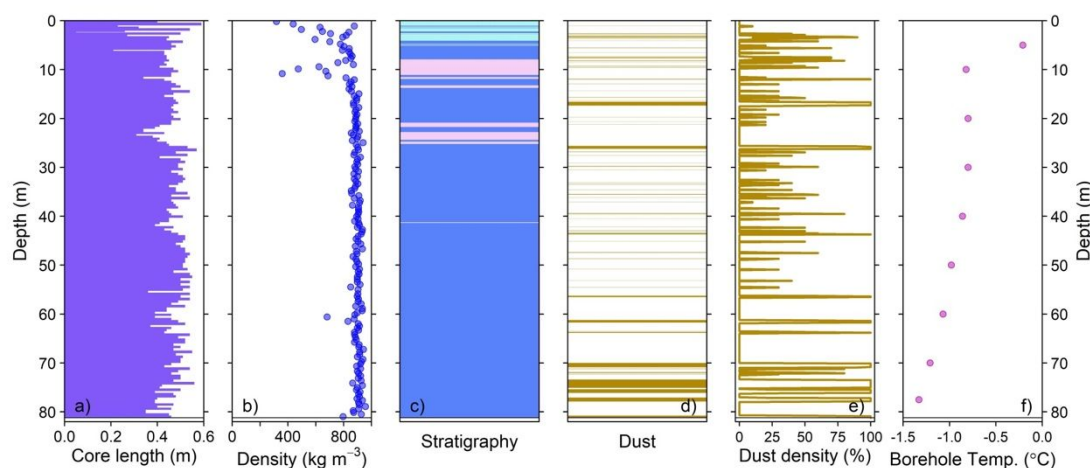 0
10
20
30
40
50
60
70
80
Depth (m)
a)
0.0 0.2 0.4 0.6
Core length (m)
b)
0 400 800
Density (kg m⁻³)
c)
Stratigraphy
d)
Dust
e)
0 25 50 75 100
Dust density (%)
f)
-1.5 -1.0 -0.5 0.0
Borehole Temp. (°C)
0
10
20
30
40
50
60
70
80
Depth (m)